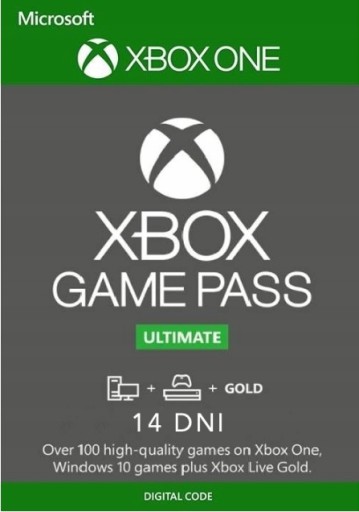 Microsoft
XBOX ONE
XBOX
GAME PASS
ULTIMATE
+ + GOLD
14 DNI
Over 100 high-quality games on Xbox One,
Windows 10 games plus Xbox Live Gold.
DIGITAL CODE